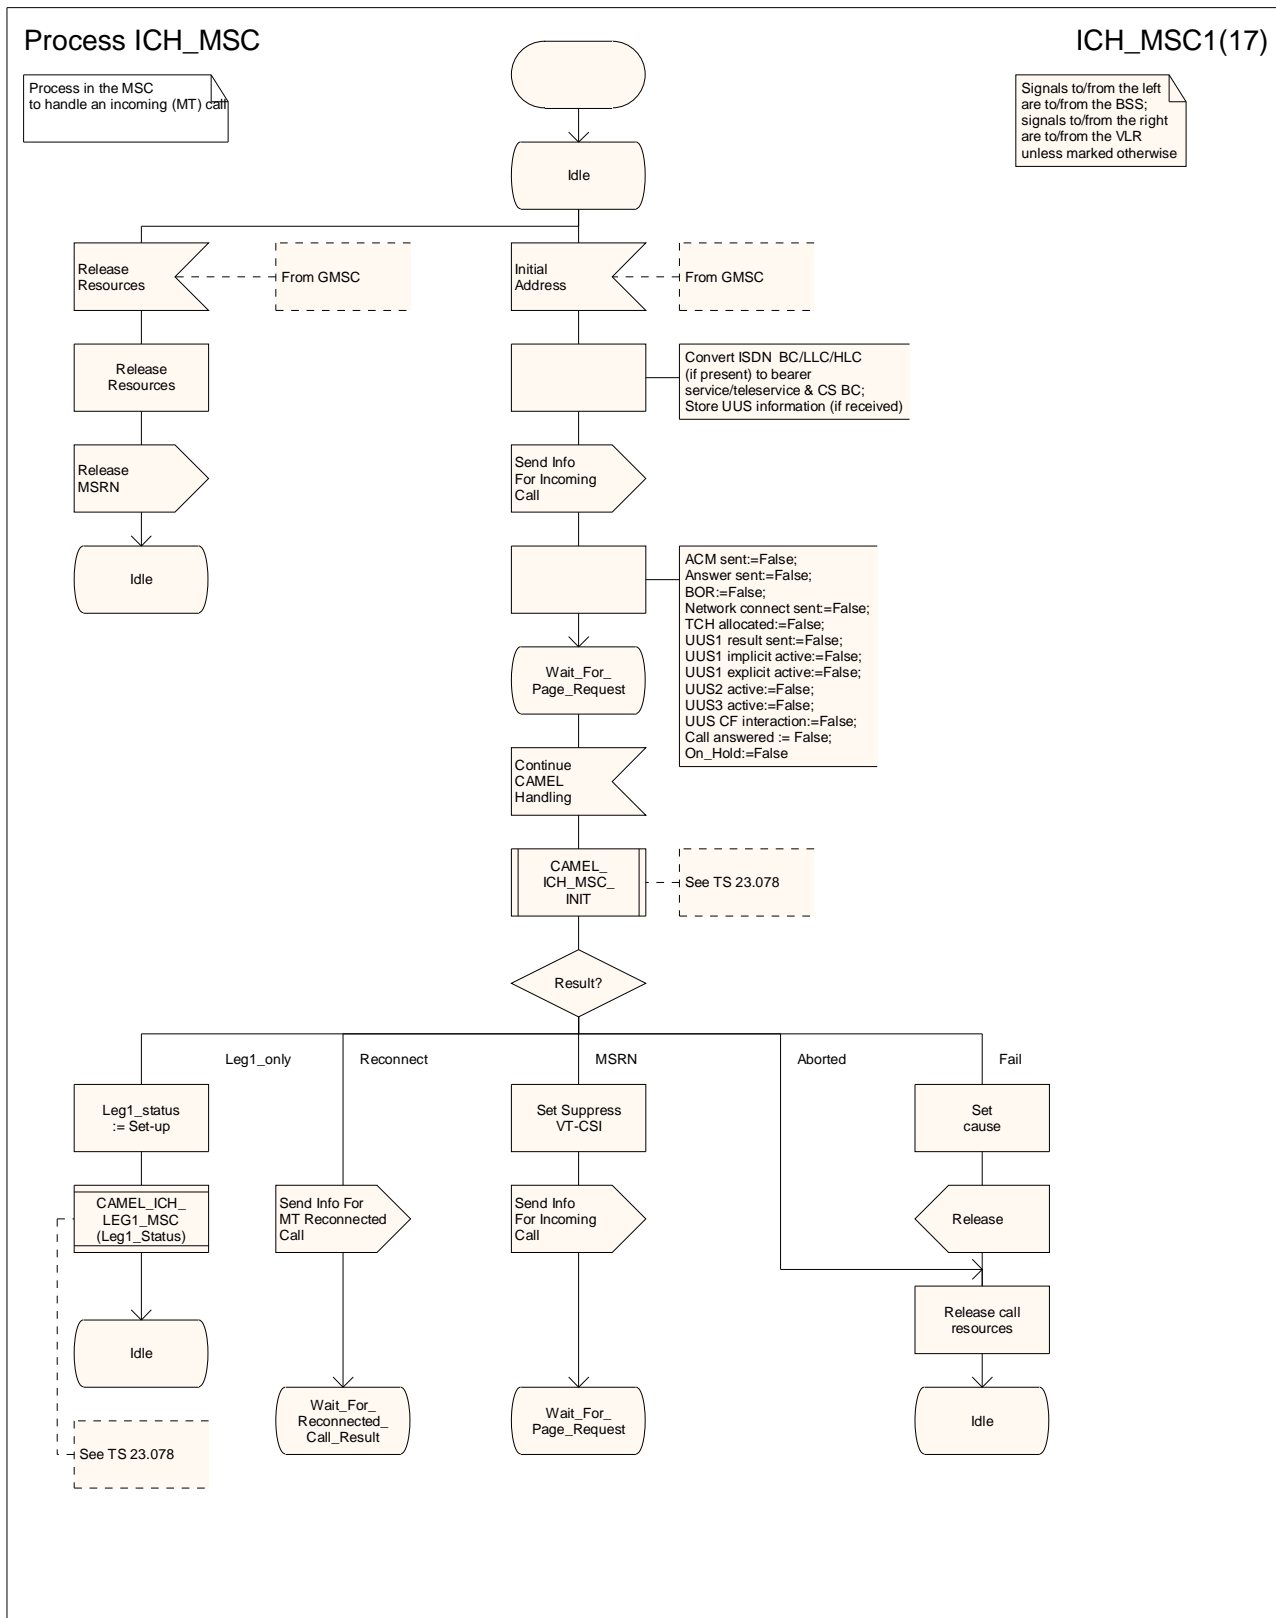 Process ICH_MSC
ICH_MSC1(17)
Process in the MSC
to handle an incoming (MT) call
Signals to/from the left
are to/from the BSS;
signals to/from the right
are to/from the VLR
unless marked otherwise
Idle
Release
Resources
From GMSC
Initial
Address
From GMSC
Release
Resources
Convert ISDN BC/LLC/HLC
(if present) to bearer
service/teleservice & CS BC;
Store UUS information (if received)
Release
MSRN
Send Info
For Incoming
Call
Idle
ACM sent:=False;
Answer sent:=False;
BOR:=False;
Network connect sent:=False;
TCH allocated:=False;
UUS1 result sent:=False;
UUS1 implicit active:=False;
UUS1 explicit active:=False;
UUS2 active:=False;
UUS3 active:=False;
UUS CF interaction:=False;
Call answered := False;
On_Hold:=False
Wait_For_
Page_Request
Continue
CAMEL
Handling
CAMEL_
ICH_MSC_
INIT
See TS 23.078
Result?
Leg1_only
Reconnect
MSRN
Aborted
Fail
Leg1_status
:= Set-up
Set Suppress
VT-CSI
Set
cause
CAMEL_ICH_
LEG1_MSC
(Leg1_Status)
Send Info For
MT Reconnected
Call
Send Info
For Incoming
Call
Release
Release call
resources
Idle
Wait_For_
Reconnected_
Call_Result
Wait_For_
Page_Request
Idle
See TS 23.078